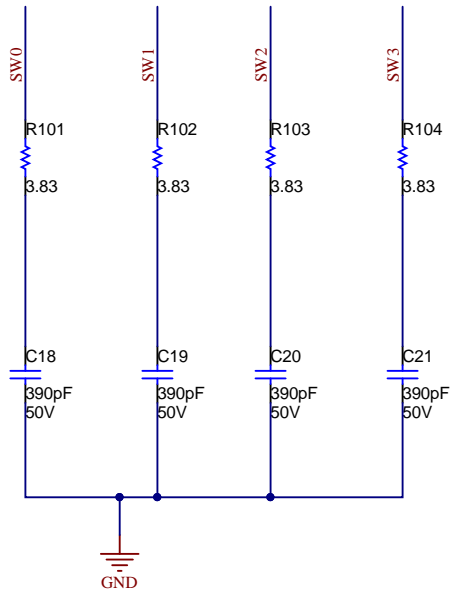 SW0
SW1
SW2
SW3
R101
R102
R103
R104
3.83
3.83
3.83
3.83
C18
C19
C20
C21
390pF
390pF
390pF
390pF
50V
50V
50V
50V
GND